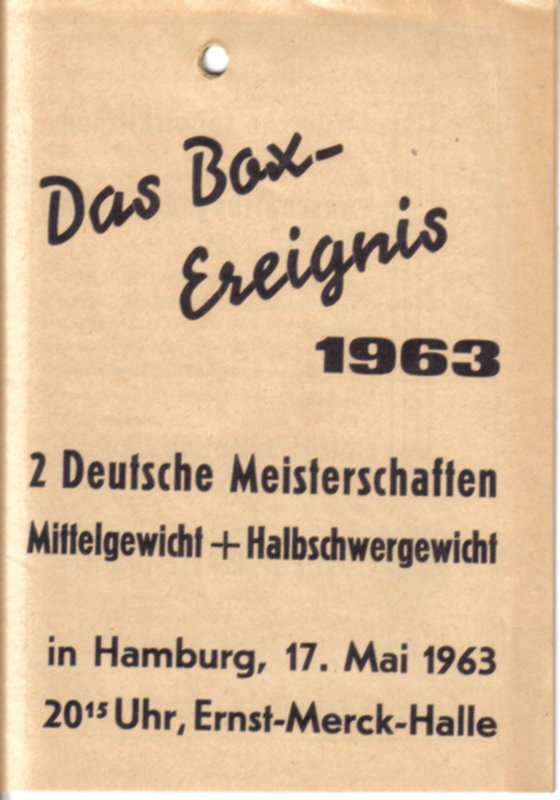 Das Box-
Ereignis
1963
2 Deutsche Meisterschaften
Mittelgewicht + Halbschwergewicht
in Hamburg, 17. Mai 1963
20¹⁵ Uhr, Ernst-Merck-Halle